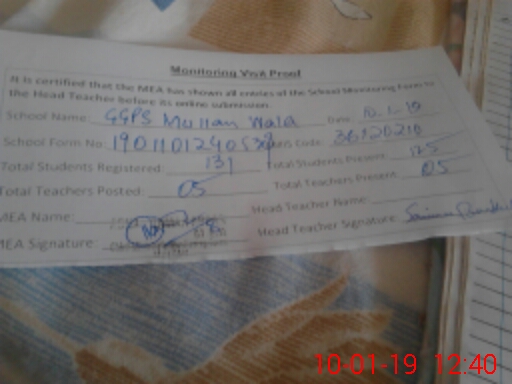 Monitoring Visit Proof
It is certified that the MEA has shown all entries of the School Monitoring Form to
the Head Teacher before its online submission.
School Name: GGPS Mullan Wala Date: 10-1-19
School Form No: Code: 36120210
Total Students Registered: 131 Total Students Present: 125
Total Teachers Posted: 05 Total Teachers Present: 05
MEA Name: Head Teacher Name:
MEA Signature: Head Teacher Signature:
10-01-19 12:40